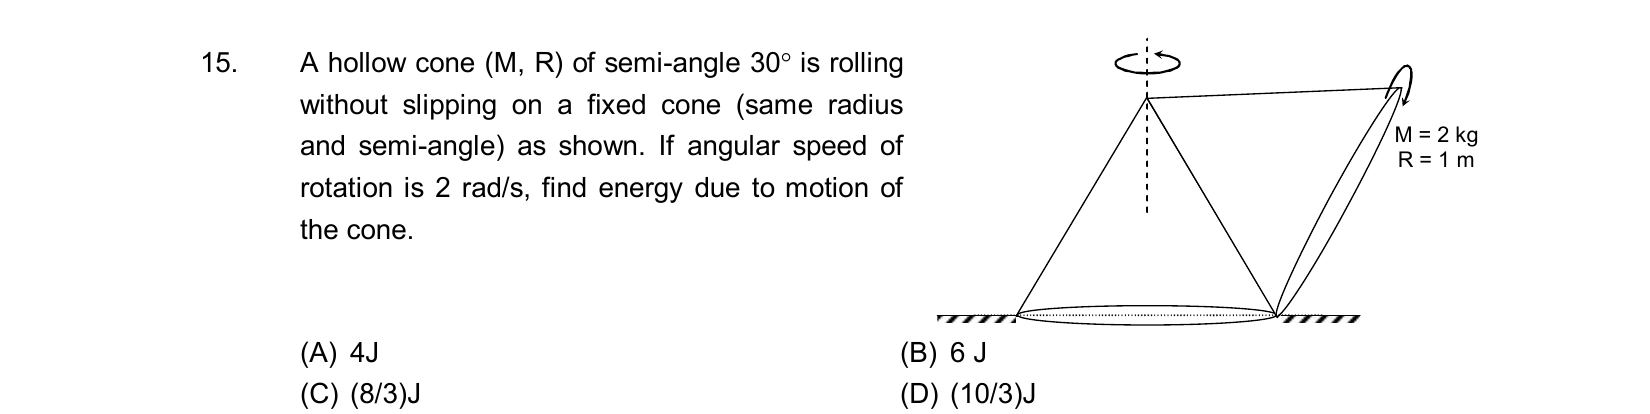 15. A hollow cone (M, R) of semi-angle 30° is rolling
without slipping on a fixed cone (same radius
and semi-angle) as shown. If angular speed of
rotation is 2 rad/s, find energy due to motion of
the cone.
M = 2 kg
R = 1 m
(A) 4J (B) 6 J
(C) (8/3)J (D) (10/3)J